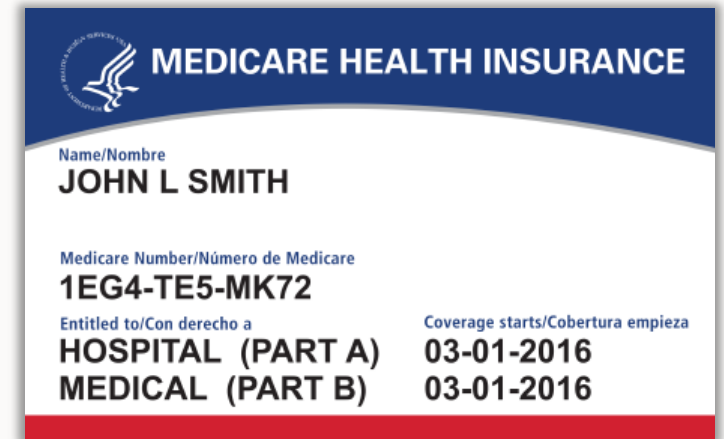 MEDICARE HEALTH INSURANCE
Name/Nombre
JOHN L SMITH
Medicare Number/Número de Medicare
1EG4-TE5-MK72
Entitled to/Con derecho a Coverage starts/Cobertura empieza
HOSPITAL (PART A) 03-01-2016
MEDICAL (PART B) 03-01-2016